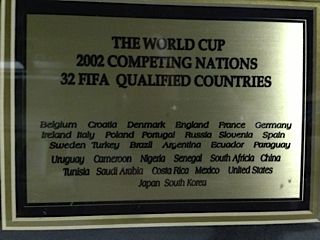 THE WORLD CUP
2002 COMPETING NATIONS
32 FIFA QUALIFIED COUNTRIES
Belgium Croatia Denmark England France Germany
Ireland Italy Poland Portugal Russia Slovenia Spain
Sweden Turkey Brazil Argentina Ecuador Paraguay
Uruguay Cameroon Nigeria Senegal South Africia China
Tunisia Saudi Arabia Costa Rica Mexico United States
Japan South Korea